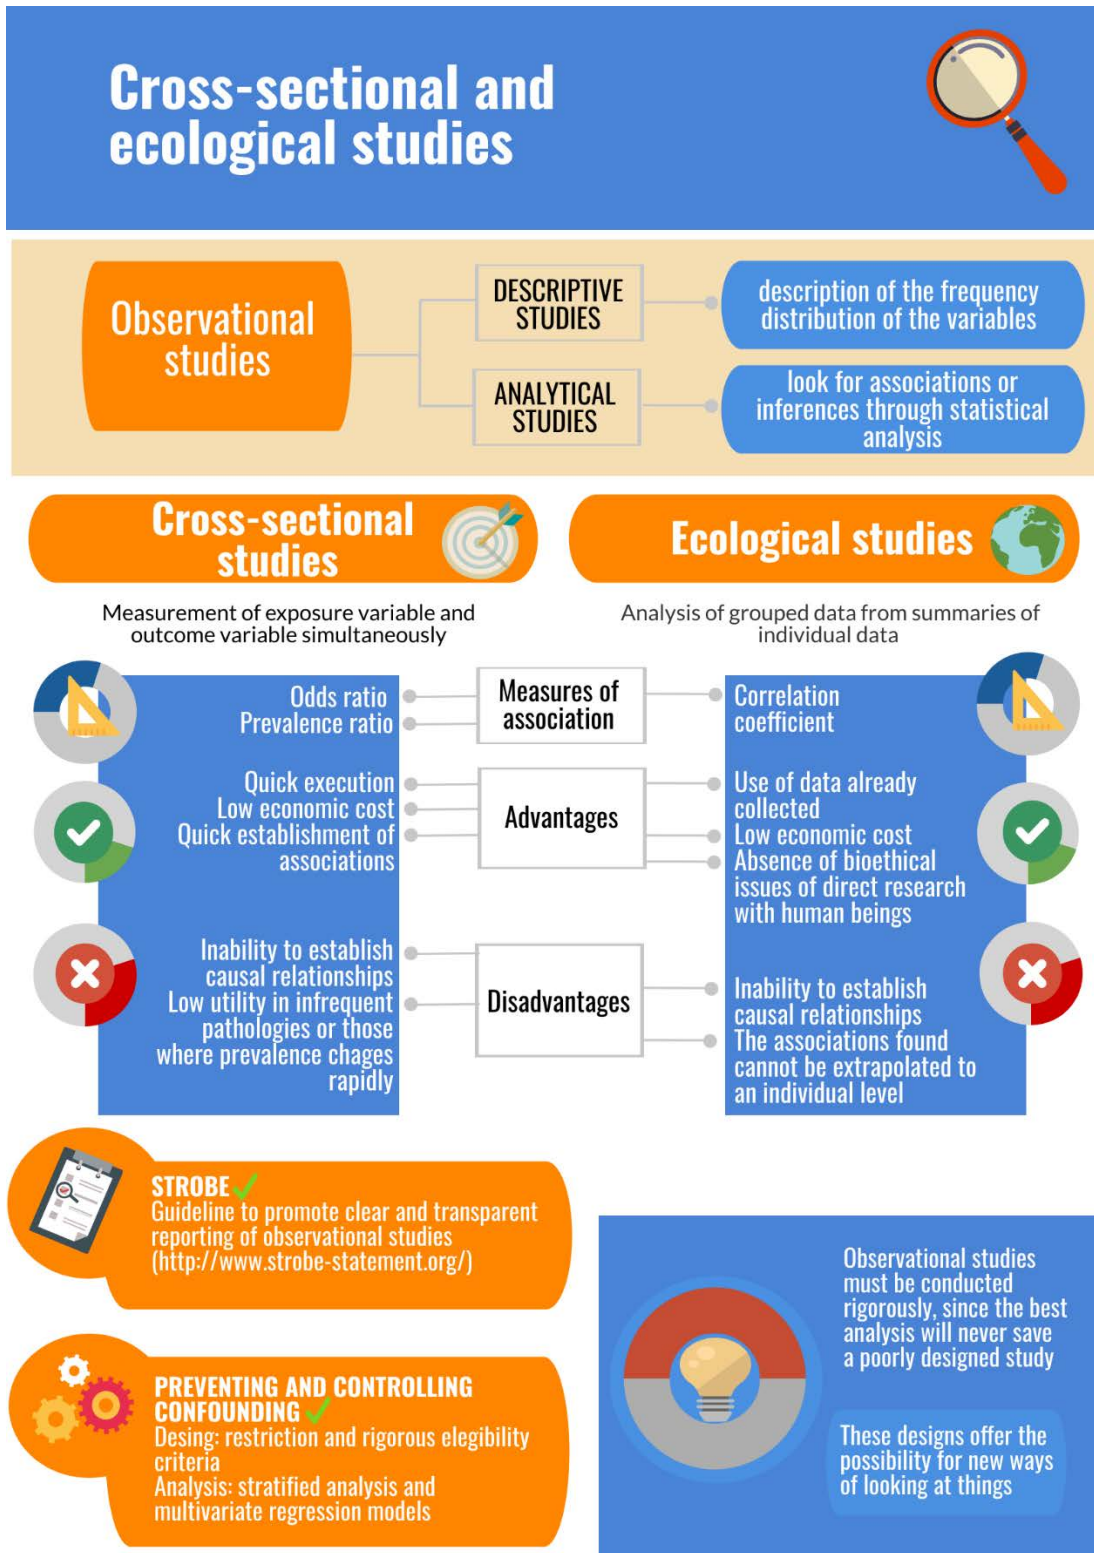 Cross-sectional and
ecological studies
Observational
studies
DESCRIPTIVE
STUDIES
description of the frequency
distribution of the variables
ANALYTICAL
STUDIES
look for associations or
inferences through statistical
analysis
Cross-sectional
studies
Measurement of exposure variable and
outcome variable simultaneously
Ecological studies
Analysis of grouped data from summaries of
individual data
Odds ratio
Prevalence ratio
Measures of
association
Correlation
coefficient
Quick execution
Low economic cost
Quick establishment of
associations
Advantages
Use of data already
collected
Low economic cost
Absence of bioethical
issues of direct research
with human beings
Inability to establish
causal relationships
Low utility in infrequent
pathologies or those
where prevalence chages
rapidly
Disadvantages
Inability to establish
causal relationships
The associations found
cannot be extrapolated to
an individual level
STROBE
Guideline to promote clear and transparent
reporting of observational studies
(http://www.strobe-statement.org/)
PREVENTING AND CONTROLLING
CONFOUNDING
Desing: restriction and rigorous elegibility
criteria
Analysis: stratified analysis and
multivariate regression models
Observational studies
must be conducted
rigorously, since the best
analysis will never save
a poorly designed study
These designs offer the
possibility for new ways
of looking at things